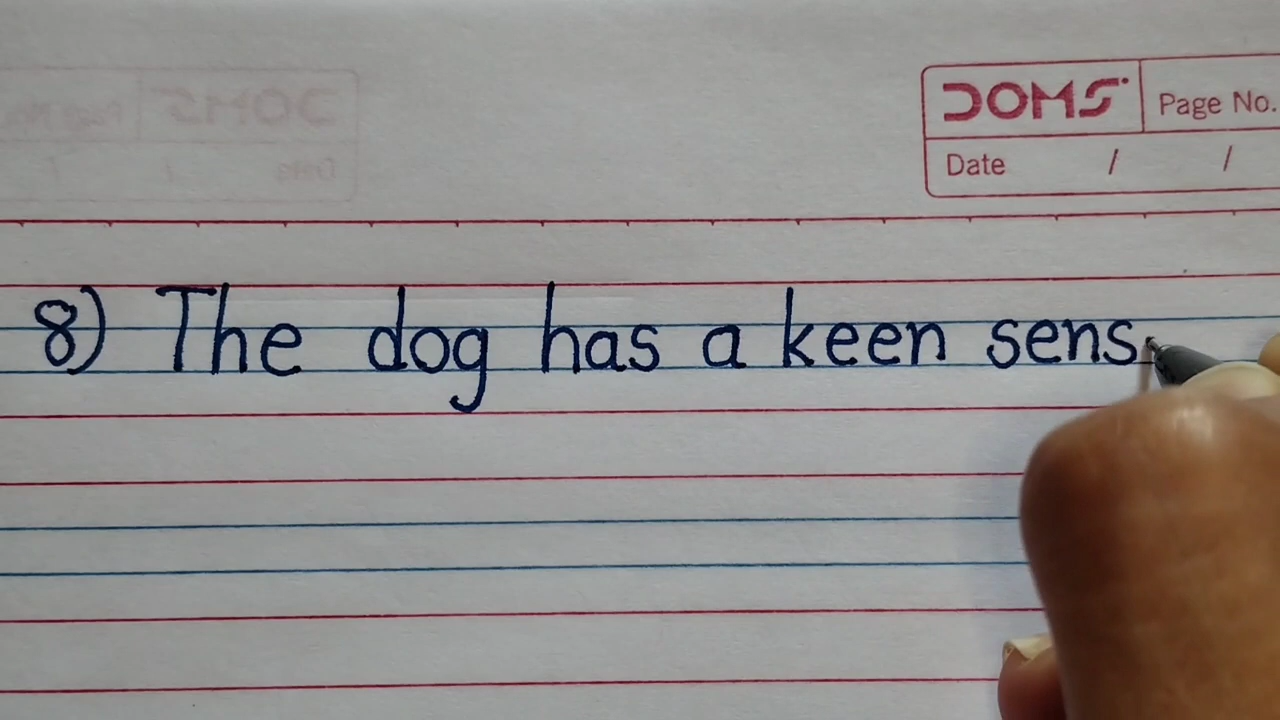 DOMS Page No.
Date / /
8) The dog has a keen sens